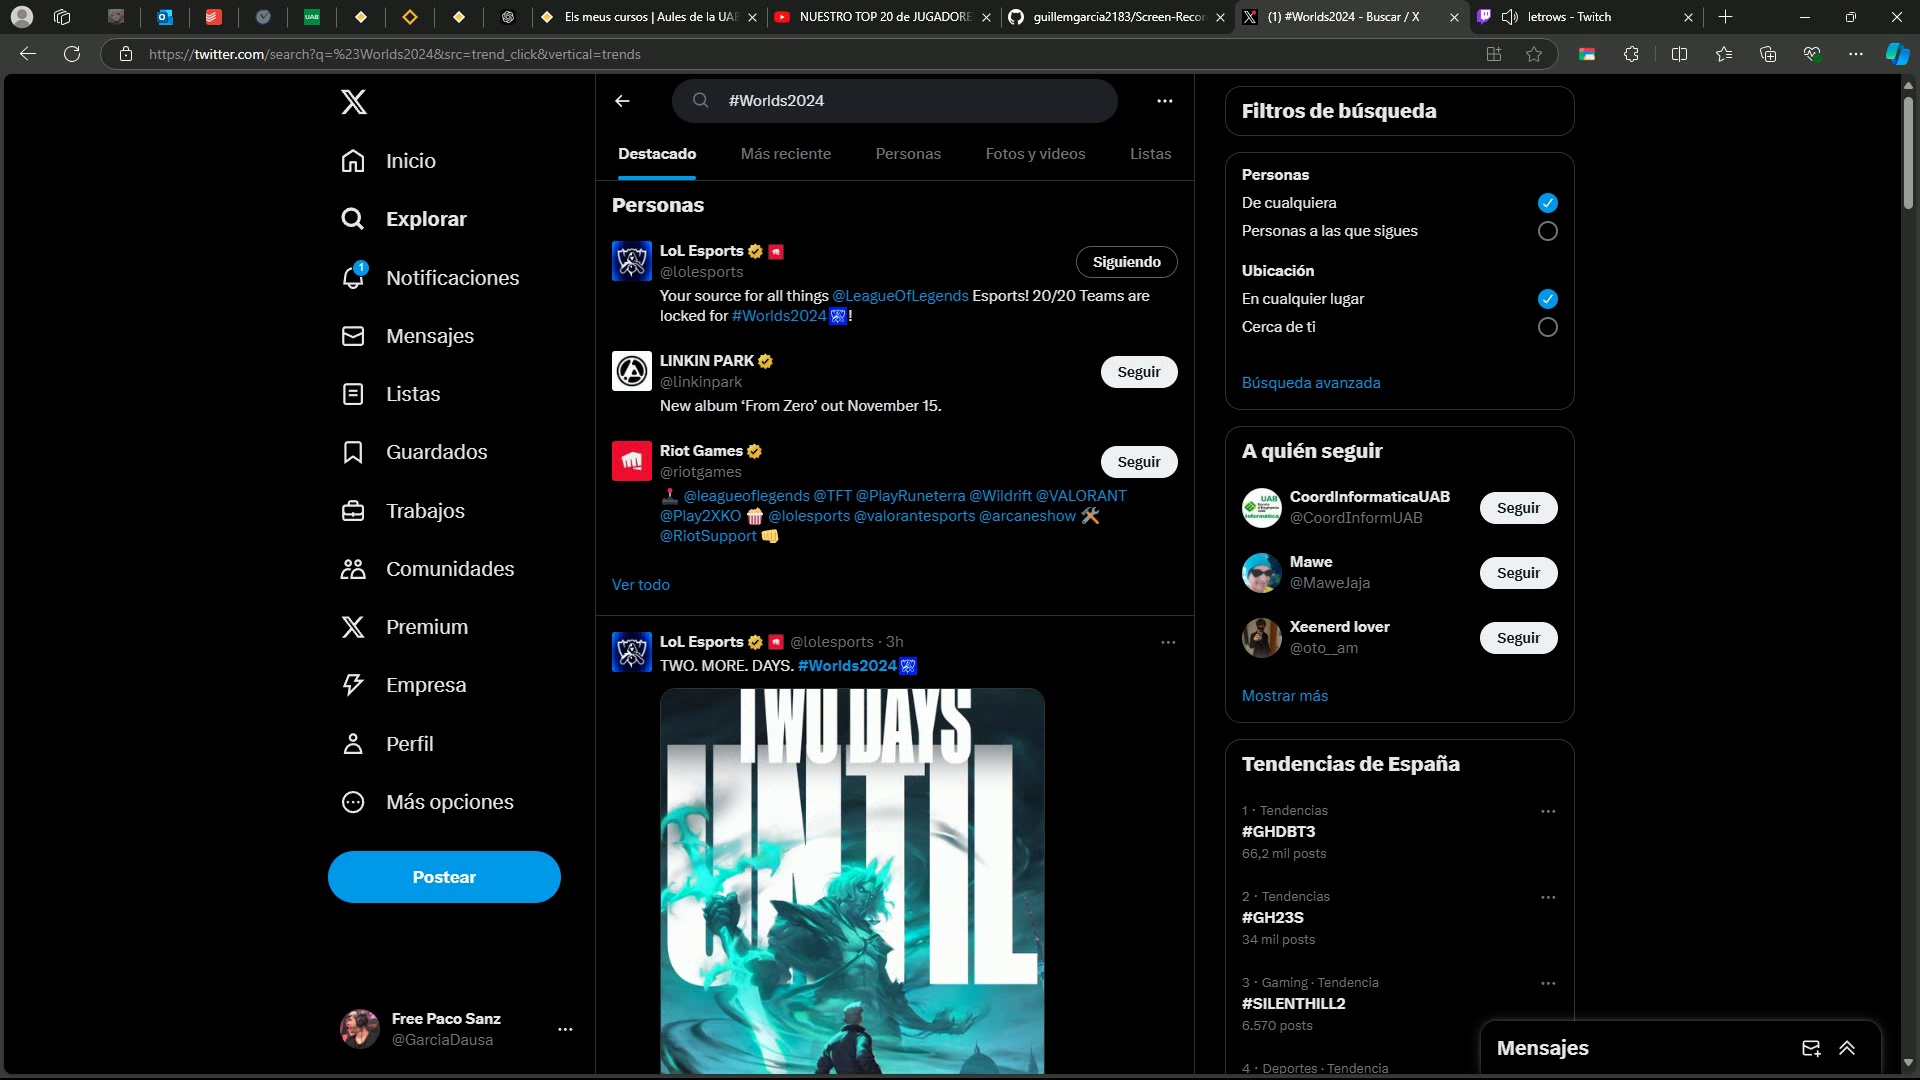 Els meus cursos | Aules de la UAB
NUESTRO TOP 20 de JUGADORE
guillemgarcia2183/Screen-Recor
(1) #Worlds2024 - Buscar / X
letrows - Twitch
https://twitter.com/search?q=%23Worlds2024&src=trend_click&vertical=trends
Inicio
Explorar
1
Notificaciones
Mensajes
Listas
Guardados
Trabajos
Comunidades
Premium
Empresa
Perfil
Más opciones
Postear
Free Paco Sanz
@GarciaDausa
#Worlds2024
Destacado
Más reciente
Personas
Fotos y videos
Listas
Personas
LoL Esports
@lolesports
Siguiendo
Your source for all things @LeagueOfLegends Esports! 20/20 Teams are
locked for #Worlds2024 !
LINKIN PARK
@linkinpark
Seguir
New album ‘From Zero’ out November 15.
Riot Games
@riotgames
Seguir
🕹️ @leagueoflegends @TFT @PlayRuneterra @Wildrift @VALORANT
@Play2XKO 🍿 @lolesports @valorantesports @arcaneshow 🛠️
@RiotSupport 👊
Ver todo
LoL Esports @lolesports · 3h
TWO. MORE. DAYS. #Worlds2024
TWO DAYS
UNTIL
Filtros de búsqueda
Personas
De cualquiera
Personas a las que sigues
Ubicación
En cualquier lugar
Cerca de ti
Búsqueda avanzada
A quién seguir
UAB
Informàtica
CoordInformaticaUAB
@CoordInformUAB
Seguir
Mawe
@MaweJaja
Seguir
Xeenerd lover
@oto__am
Seguir
Mostrar más
Tendencias de España
1 · Tendencias
#GHDBT3
66,2 mil posts
2 · Tendencias
#GH23S
34 mil posts
3 · Gaming · Tendencia
#SILENTHILL2
6.570 posts
4 · Deportes · Tendencia
Mensajes